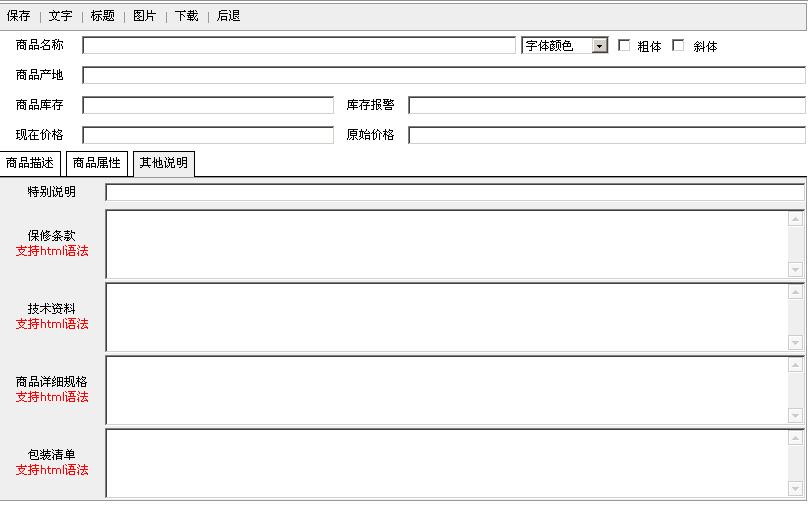 保存 | 文字 | 标题 | 图片 | 下载 | 后退
商品名称 字体颜色 粗体 斜体
商品产地
商品库存 库存报警
现在价格 原始价格
商品描述 商品属性 其他说明
特别说明
保修条款
支持html语法
技术资料
支持html语法
商品详细规格
支持html语法
包装清单
支持html语法